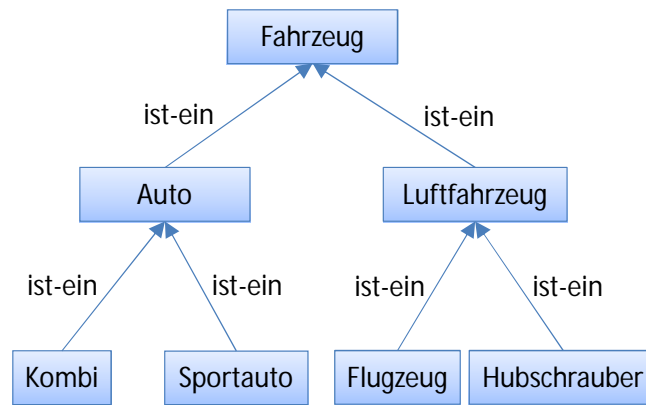 Fahrzeug
ist-ein
ist-ein
Auto
Luftfahrzeug
ist-ein
ist-ein
ist-ein
ist-ein
Kombi
Sportauto
Flugzeug
Hubschrauber